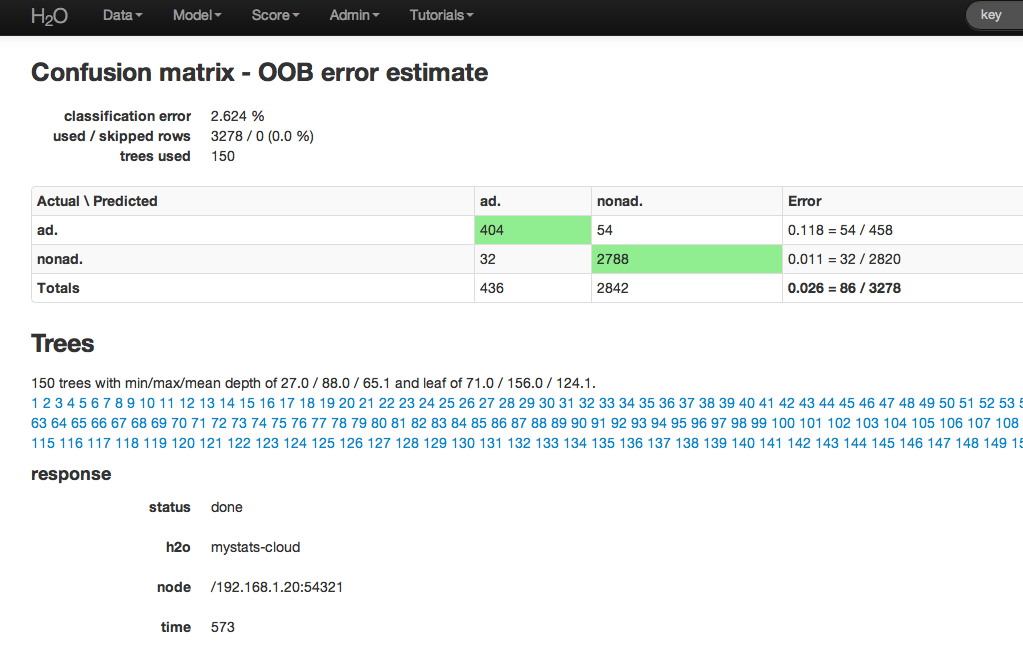 H2O Data Model Score Admin Tutorials key
Confusion matrix - OOB error estimate
classification error 2.624 %
used / skipped rows 3278 / 0 (0.0 %)
trees used 150
Actual \ Predicted ad. nonad. Error
ad. 404 54 0.118 = 54 / 458
nonad. 32 2788 0.011 = 32 / 2820
Totals 436 2842 0.026 = 86 / 3278
Trees
150 trees with min/max/mean depth of 27.0 / 88.0 / 65.1 and leaf of 71.0 / 156.0 / 124.1.
1 2 3 4 5 6 7 8 9 10 11 12 13 14 15 16 17 18 19 20 21 22 23 24 25 26 27 28 29 30 31 32 33 34 35 36 37 38 39 40 41 42 43 44 45 46 47 48 49 50 51 52 53
63 64 65 66 67 68 69 70 71 72 73 74 75 76 77 78 79 80 81 82 83 84 85 86 87 88 89 90 91 92 93 94 95 96 97 98 99 100 101 102 103 104 105 106 107 108
115 116 117 118 119 120 121 122 123 124 125 126 127 128 129 130 131 132 133 134 135 136 137 138 139 140 141 142 143 144 145 146 147 148 149
response
status done
h2o mystats-cloud
node /192.168.1.20:54321
time 573